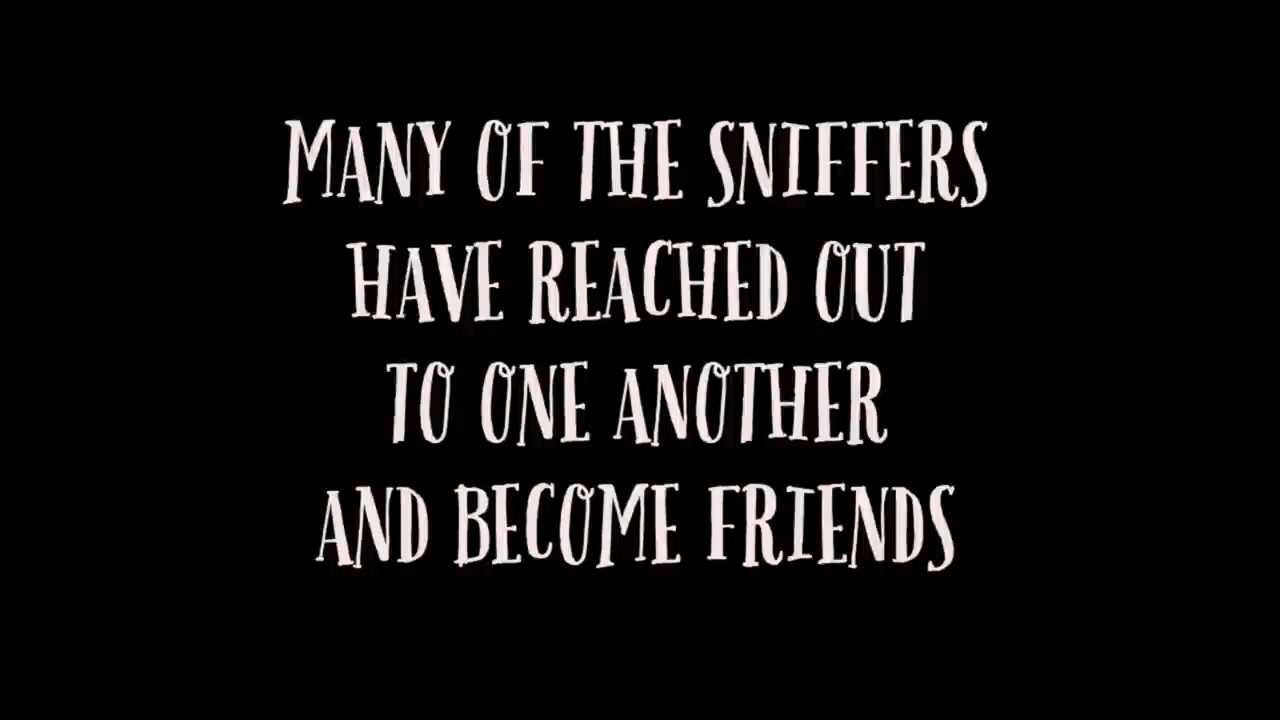 MANY OF THE SNIFFERS
HAVE REACHED OUT
TO ONE ANOTHER
AND BECOME FRIENDS